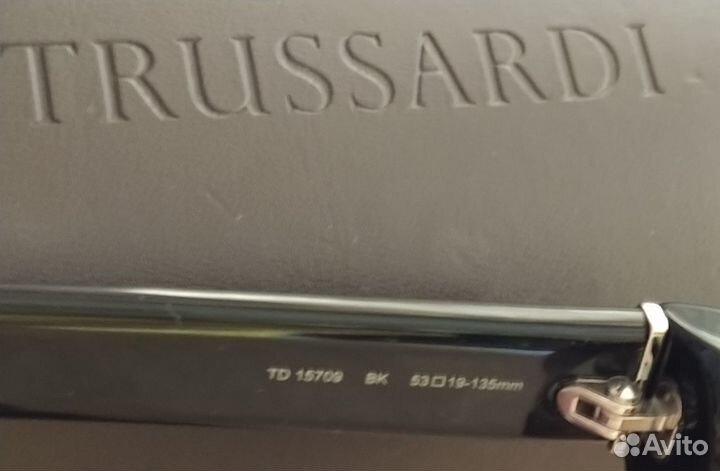 TRUSSARDI
TD 15709 BK 53□19-135mm
Avito